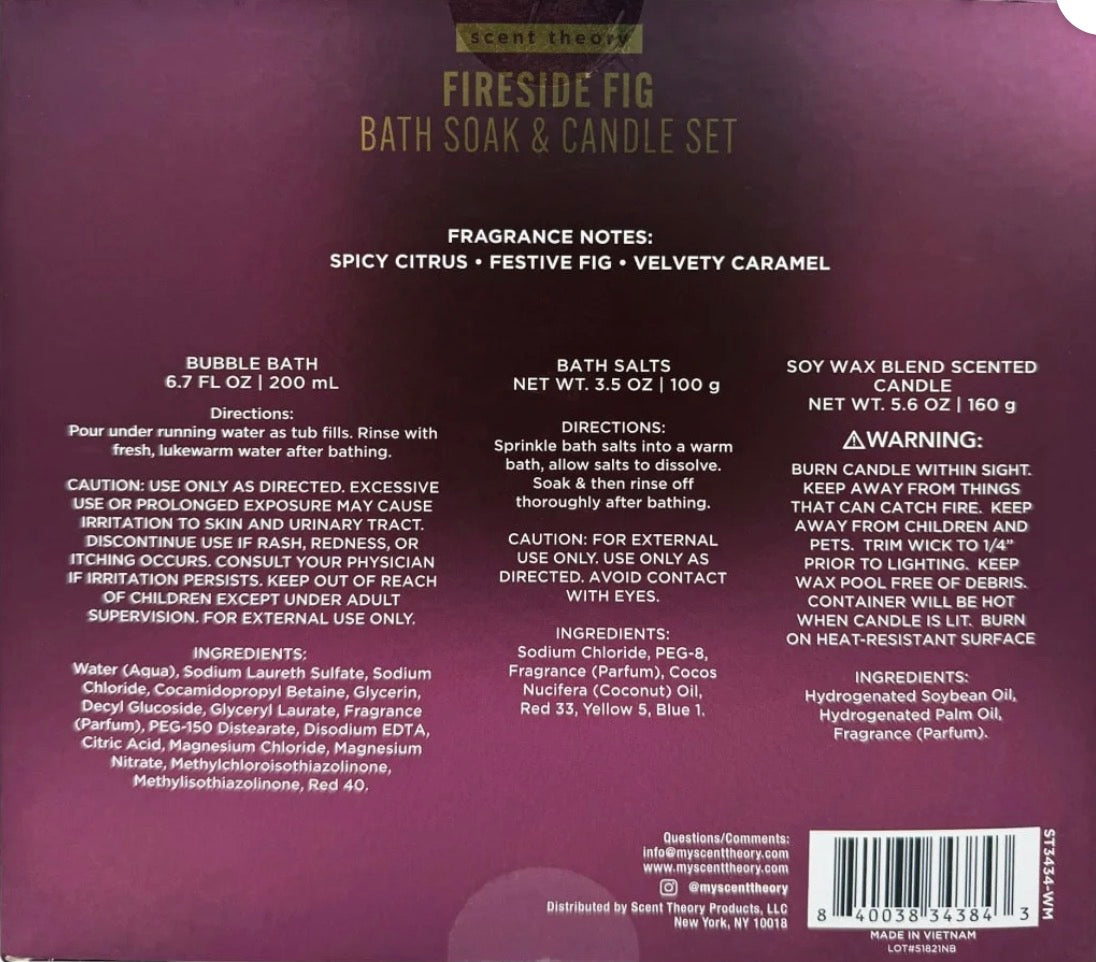 scent theory
FIRESIDE FIG
BATH SOAK & CANDLE SET
FRAGRANCE NOTES:
SPICY CITRUS • FESTIVE FIG • VELVETY CARAMEL
BUBBLE BATH
6.7 FL OZ | 200 mL
Directions:
Pour under running water as tub fills. Rinse with
fresh, lukewarm water after bathing.
CAUTION: USE ONLY AS DIRECTED. EXCESSIVE
USE OR PROLONGED EXPOSURE MAY CAUSE
IRRITATION TO SKIN AND URINARY TRACT.
DISCONTINUE USE IF RASH, REDNESS, OR
ITCHING OCCURS. CONSULT YOUR PHYSICIAN
IF IRRITATION PERSISTS. KEEP OUT OF REACH
OF CHILDREN EXCEPT UNDER ADULT
SUPERVISION. FOR EXTERNAL USE ONLY.
INGREDIENTS:
Water (Aqua), Sodium Laureth Sulfate, Sodium
Chloride, Cocamidopropyl Betaine, Glycerin,
Decyl Glucoside, Glyceryl Laurate, Fragrance
(Parfum), PEG-150 Distearate, Disodium EDTA,
Citric Acid, Magnesium Chloride, Magnesium
Nitrate, Methylchloroisothiazolinone,
Methylisothiazolinone, Red 40.
BATH SALTS
NET WT. 3.5 OZ | 100 g
DIRECTIONS:
Sprinkle bath salts into a warm
bath, allow salts to dissolve.
Soak & then rinse off
thoroughly after bathing.
CAUTION: FOR EXTERNAL
USE ONLY. USE ONLY AS
DIRECTED. AVOID CONTACT
WITH EYES.
INGREDIENTS:
Sodium Chloride, PEG-8,
Fragrance (Parfum), Cocos
Nucifera (Coconut) Oil,
Red 33, Yellow 5, Blue 1.
SOY WAX BLEND SCENTED
CANDLE
NET WT. 5.6 OZ | 160 g
⚠WARNING:
BURN CANDLE WITHIN SIGHT.
KEEP AWAY FROM THINGS
THAT CAN CATCH FIRE. KEEP
AWAY FROM CHILDREN AND
PETS. TRIM WICK TO 1/4”
PRIOR TO LIGHTING. KEEP
WAX POOL FREE OF DEBRIS.
CONTAINER WILL BE HOT
WHEN CANDLE IS LIT. BURN
ON HEAT-RESISTANT SURFACE
INGREDIENTS:
Hydrogenated Soybean Oil,
Hydrogenated Palm Oil,
Fragrance (Parfum).
Questions/Comments:
info@myscenttheory.com
www.myscenttheory.com
@myscenttheory
Distributed by Scent Theory Products, LLC
New York, NY 10018
8 40038 34384 3
ST3434-WM
MADE IN VIETNAM
LOT#51821NB